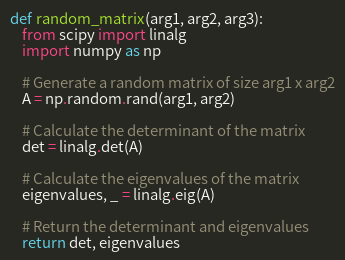 def random_matrix(arg1, arg2, arg3):
from scipy import linalg
import numpy as np
# Generate a random matrix of size arg1 x arg2
A = np.random.rand(arg1, arg2)
# Calculate the determinant of the matrix
det = linalg.det(A)
# Calculate the eigenvalues of the matrix
eigenvalues, _ = linalg.eig(A)
# Return the determinant and eigenvalues
return det, eigenvalues